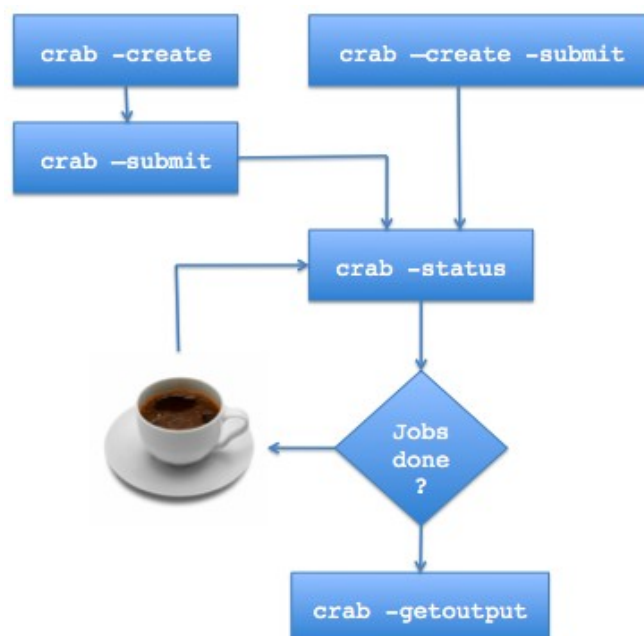 crab -create
crab –create -submit
crab –submit
crab -status
Jobs
done
?
crab -getoutput